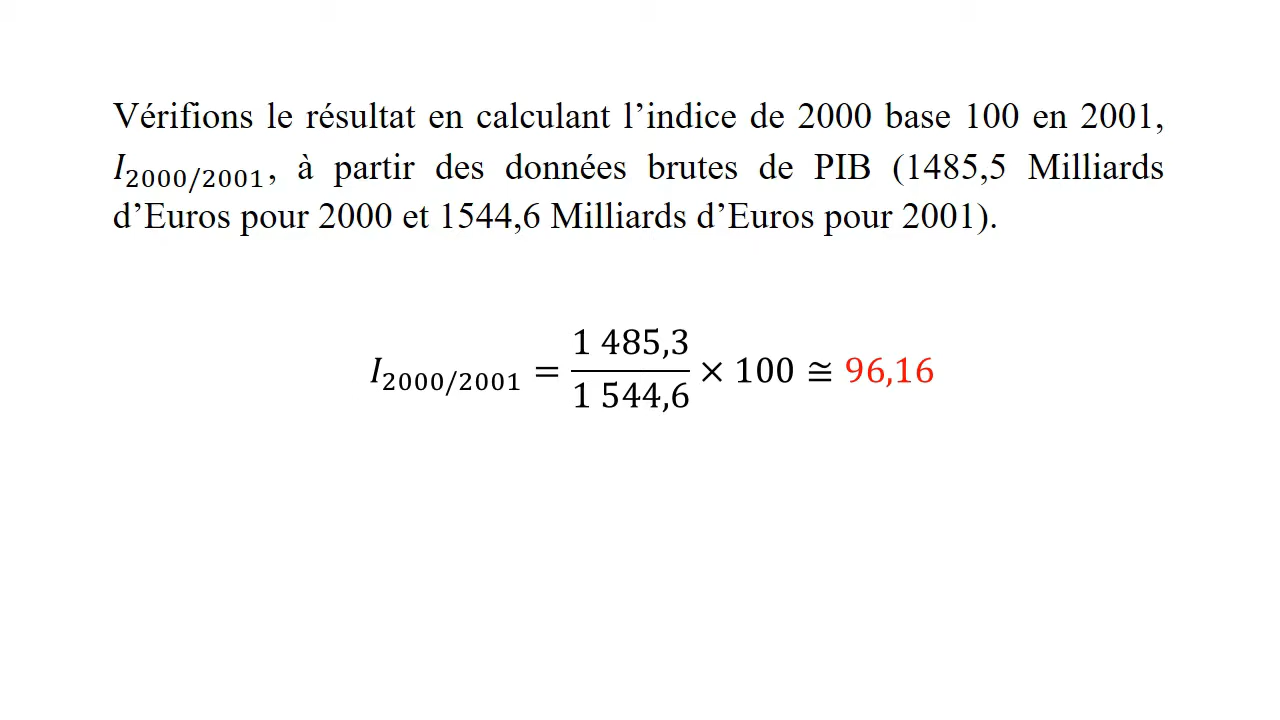 Vérifions le résultat en calculant l’indice de 2000 base 100 en 2001,
I₂₀₀₀/₂₀₀₁, à partir des données brutes de PIB (1485,5 Milliards
d’Euros pour 2000 et 1544,6 Milliards d’Euros pour 2001).
I₂₀₀₀/₂₀₀₁ = 1 485,3 / 1 544,6 × 100 ≅ 96,16